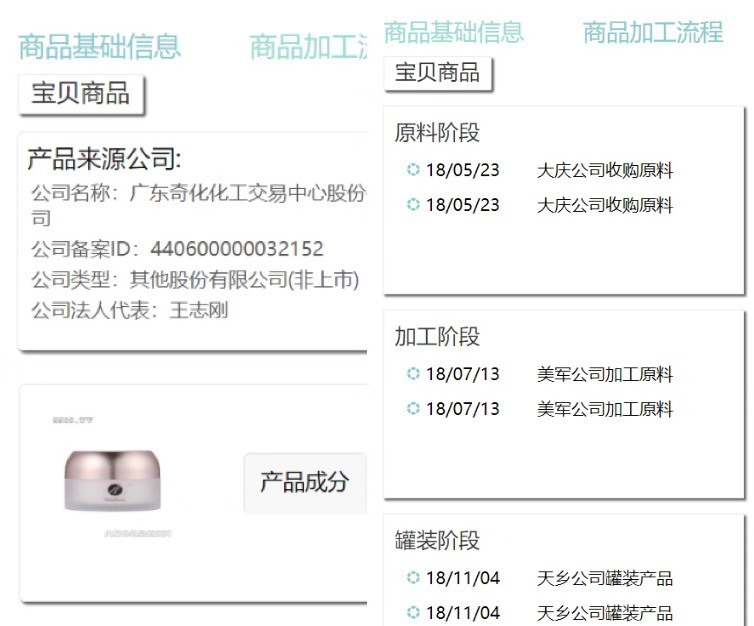 商品基础信息
商品加工
宝贝商品
产品来源公司:
公司名称：广东奇化化工交易中心股份
司
公司备案ID：440600000032152
公司类型：其他股份有限公司(非上市)
公司法人代表：王志刚
产品成分
商品基础信息
商品加工流程
宝贝商品
原料阶段
18/05/23 大庆公司收购原料
18/05/23 大庆公司收购原料
加工阶段
18/07/13 美军公司加工原料
18/07/13 美军公司加工原料
罐装阶段
18/11/04 天乡公司罐装产品
18/11/04 天乡公司罐装产品